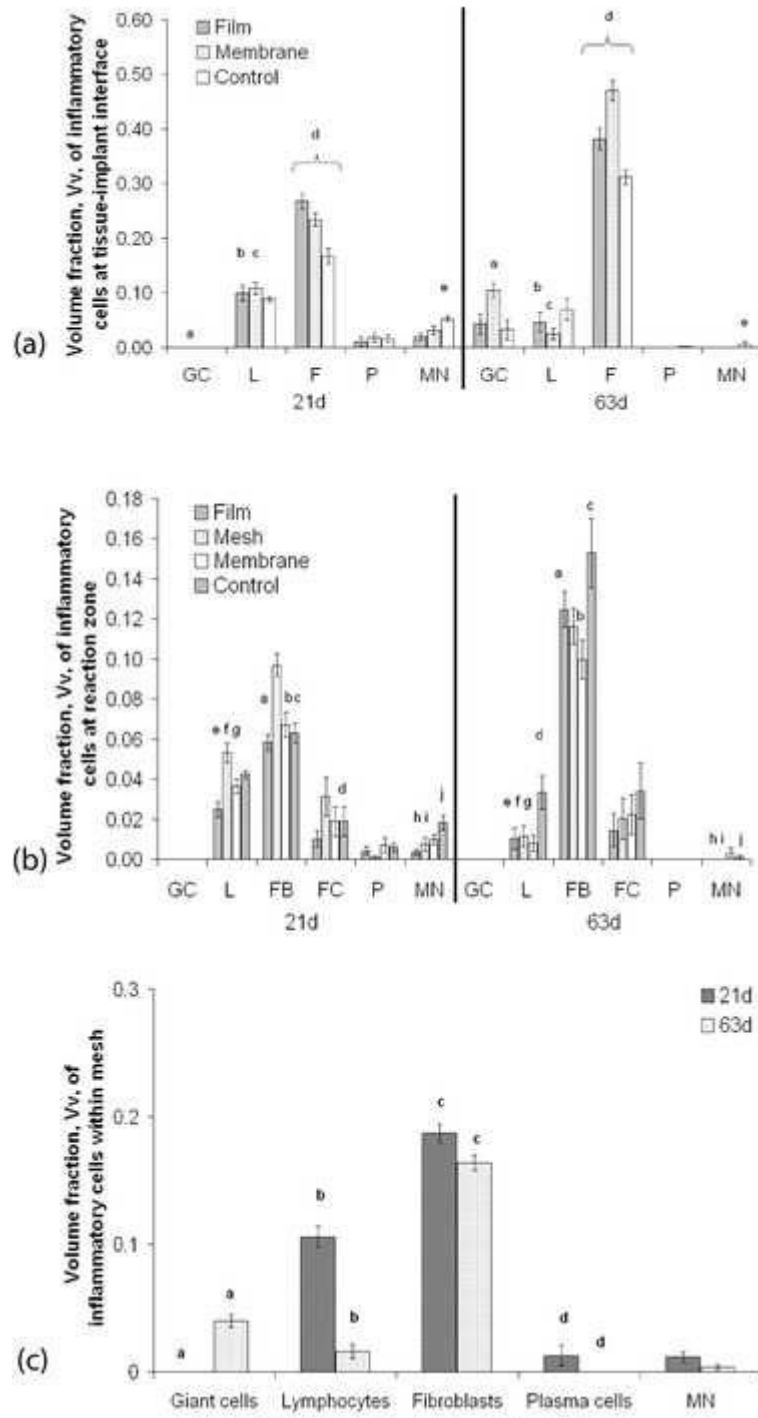 Film
Membrane
Control
Volume fraction, Vv, of inflammatory
cells at tissue-implant interface
0.60
0.50
0.40
0.30
0.20
0.10
0.00
a
b c
d
e
a
b
c
d
e
GC L F P MN GC L F P MN
21d 63d
(a)
Film
Mesh
Membrane
Control
Volume fraction, Vv, of inflammatory
cells at reaction zone
0.18
0.16
0.14
0.12
0.10
0.08
0.06
0.04
0.02
0.00
e f g
a
b c
d
h i
j
e f g
d
a
b
c
h i
j
GC L FB FC P MN GC L FB FC P MN
21d 63d
(b)
21d
63d
Volume fraction, Vv, of
inflammatory cells within mesh
0.3
0.2
0.1
0
a
a
b
b
c
c
d
d
Giant cells Lymphocytes Fibroblasts Plasma cells MN
(c)